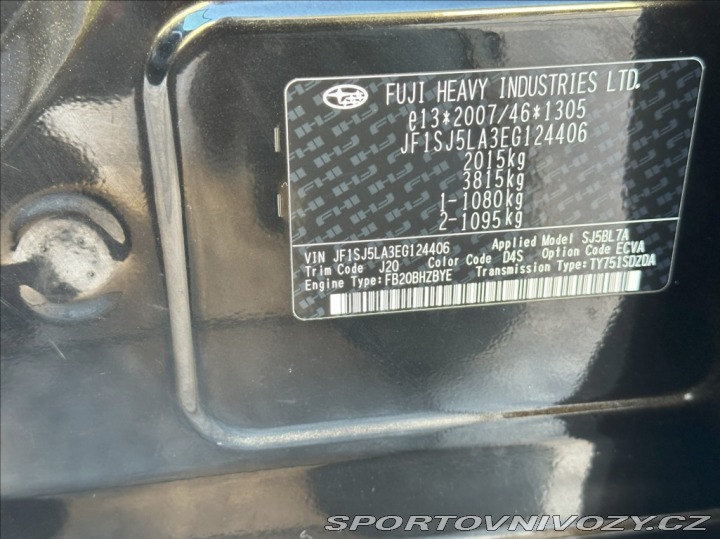 FUJI HEAVY INDUSTRIES LTD.
e13*2007/46*1305
JF1SJ5LA3EG124406
2015kg
3815kg
1-1080kg
2-1095kg
VIN JF1SJ5LA3EG124406 Applied Model SJ5BL7A
Trim Code J20 Color Code D4S Option Code ECVA
Engine Type:FB20BHZBYE Transmission Type:TY751SDZDA
SPORTOVNIVOZY.CZ